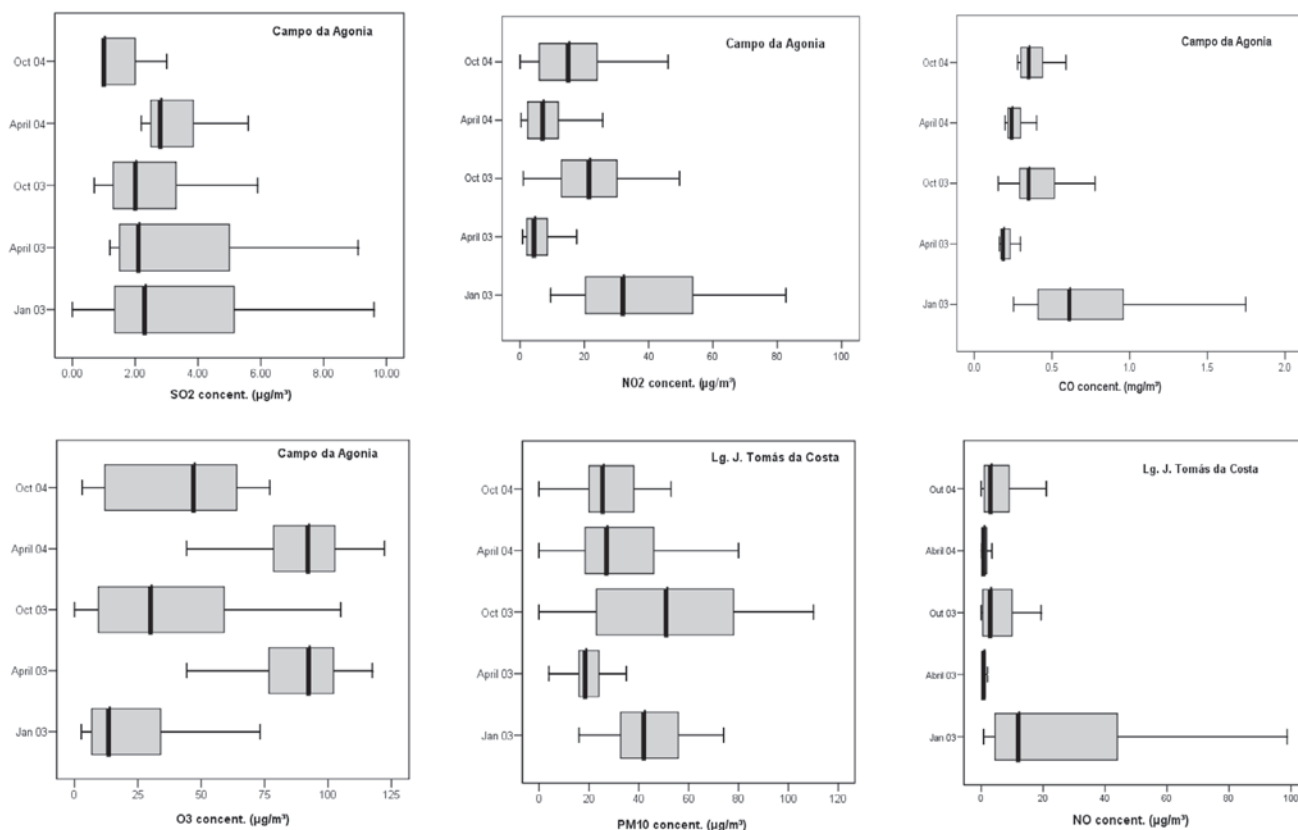 Campo da Agonia
Oct 04
April 04
Oct 03
April 03
Jan 03
0.00 2.00 4.00 6.00 8.00 10.00
SO2 concent. (µg/m³)
Campo da Agonia
Oct 04
April 04
Oct 03
April 03
Jan 03
0 20 40 60 80 100
NO2 concent. (µg/m³)
Campo da Agonia
Oct 04
April 04
Oct 03
April 03
Jan 03
0.0 0.5 1.0 1.5 2.0
CO concent. (mg/m³)
Campo da Agonia
Oct 04
April 04
Oct 03
April 03
Jan 03
0 25 50 75 100 125
O3 concent. (µg/m³)
Lg. J. Tomás da Costa
Oct 04
April 04
Oct 03
April 03
Jan 03
0 20 40 60 80 100 120
PM10 concent. (µg/m³)
Lg. J. Tomás da Costa
Out 04
Abril 04
Out 03
Abril 03
Jan 03
0 20 40 60 80 100
NO concent. (µg/m³)